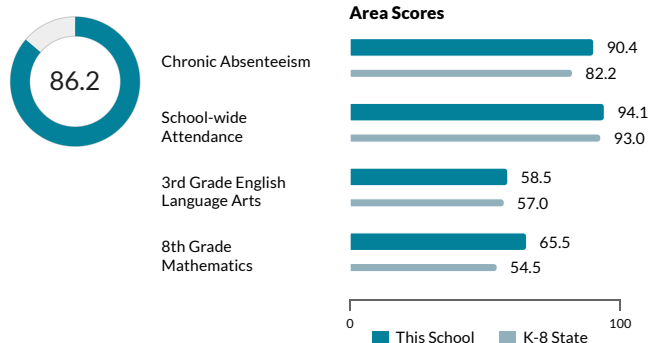 Area Scores
86.2
Chronic Absenteeism
90.4
82.2
School-wide
Attendance
94.1
93.0
3rd Grade English
Language Arts
58.5
57.0
8th Grade
Mathematics
65.5
54.5
0
100
This School
K-8 State